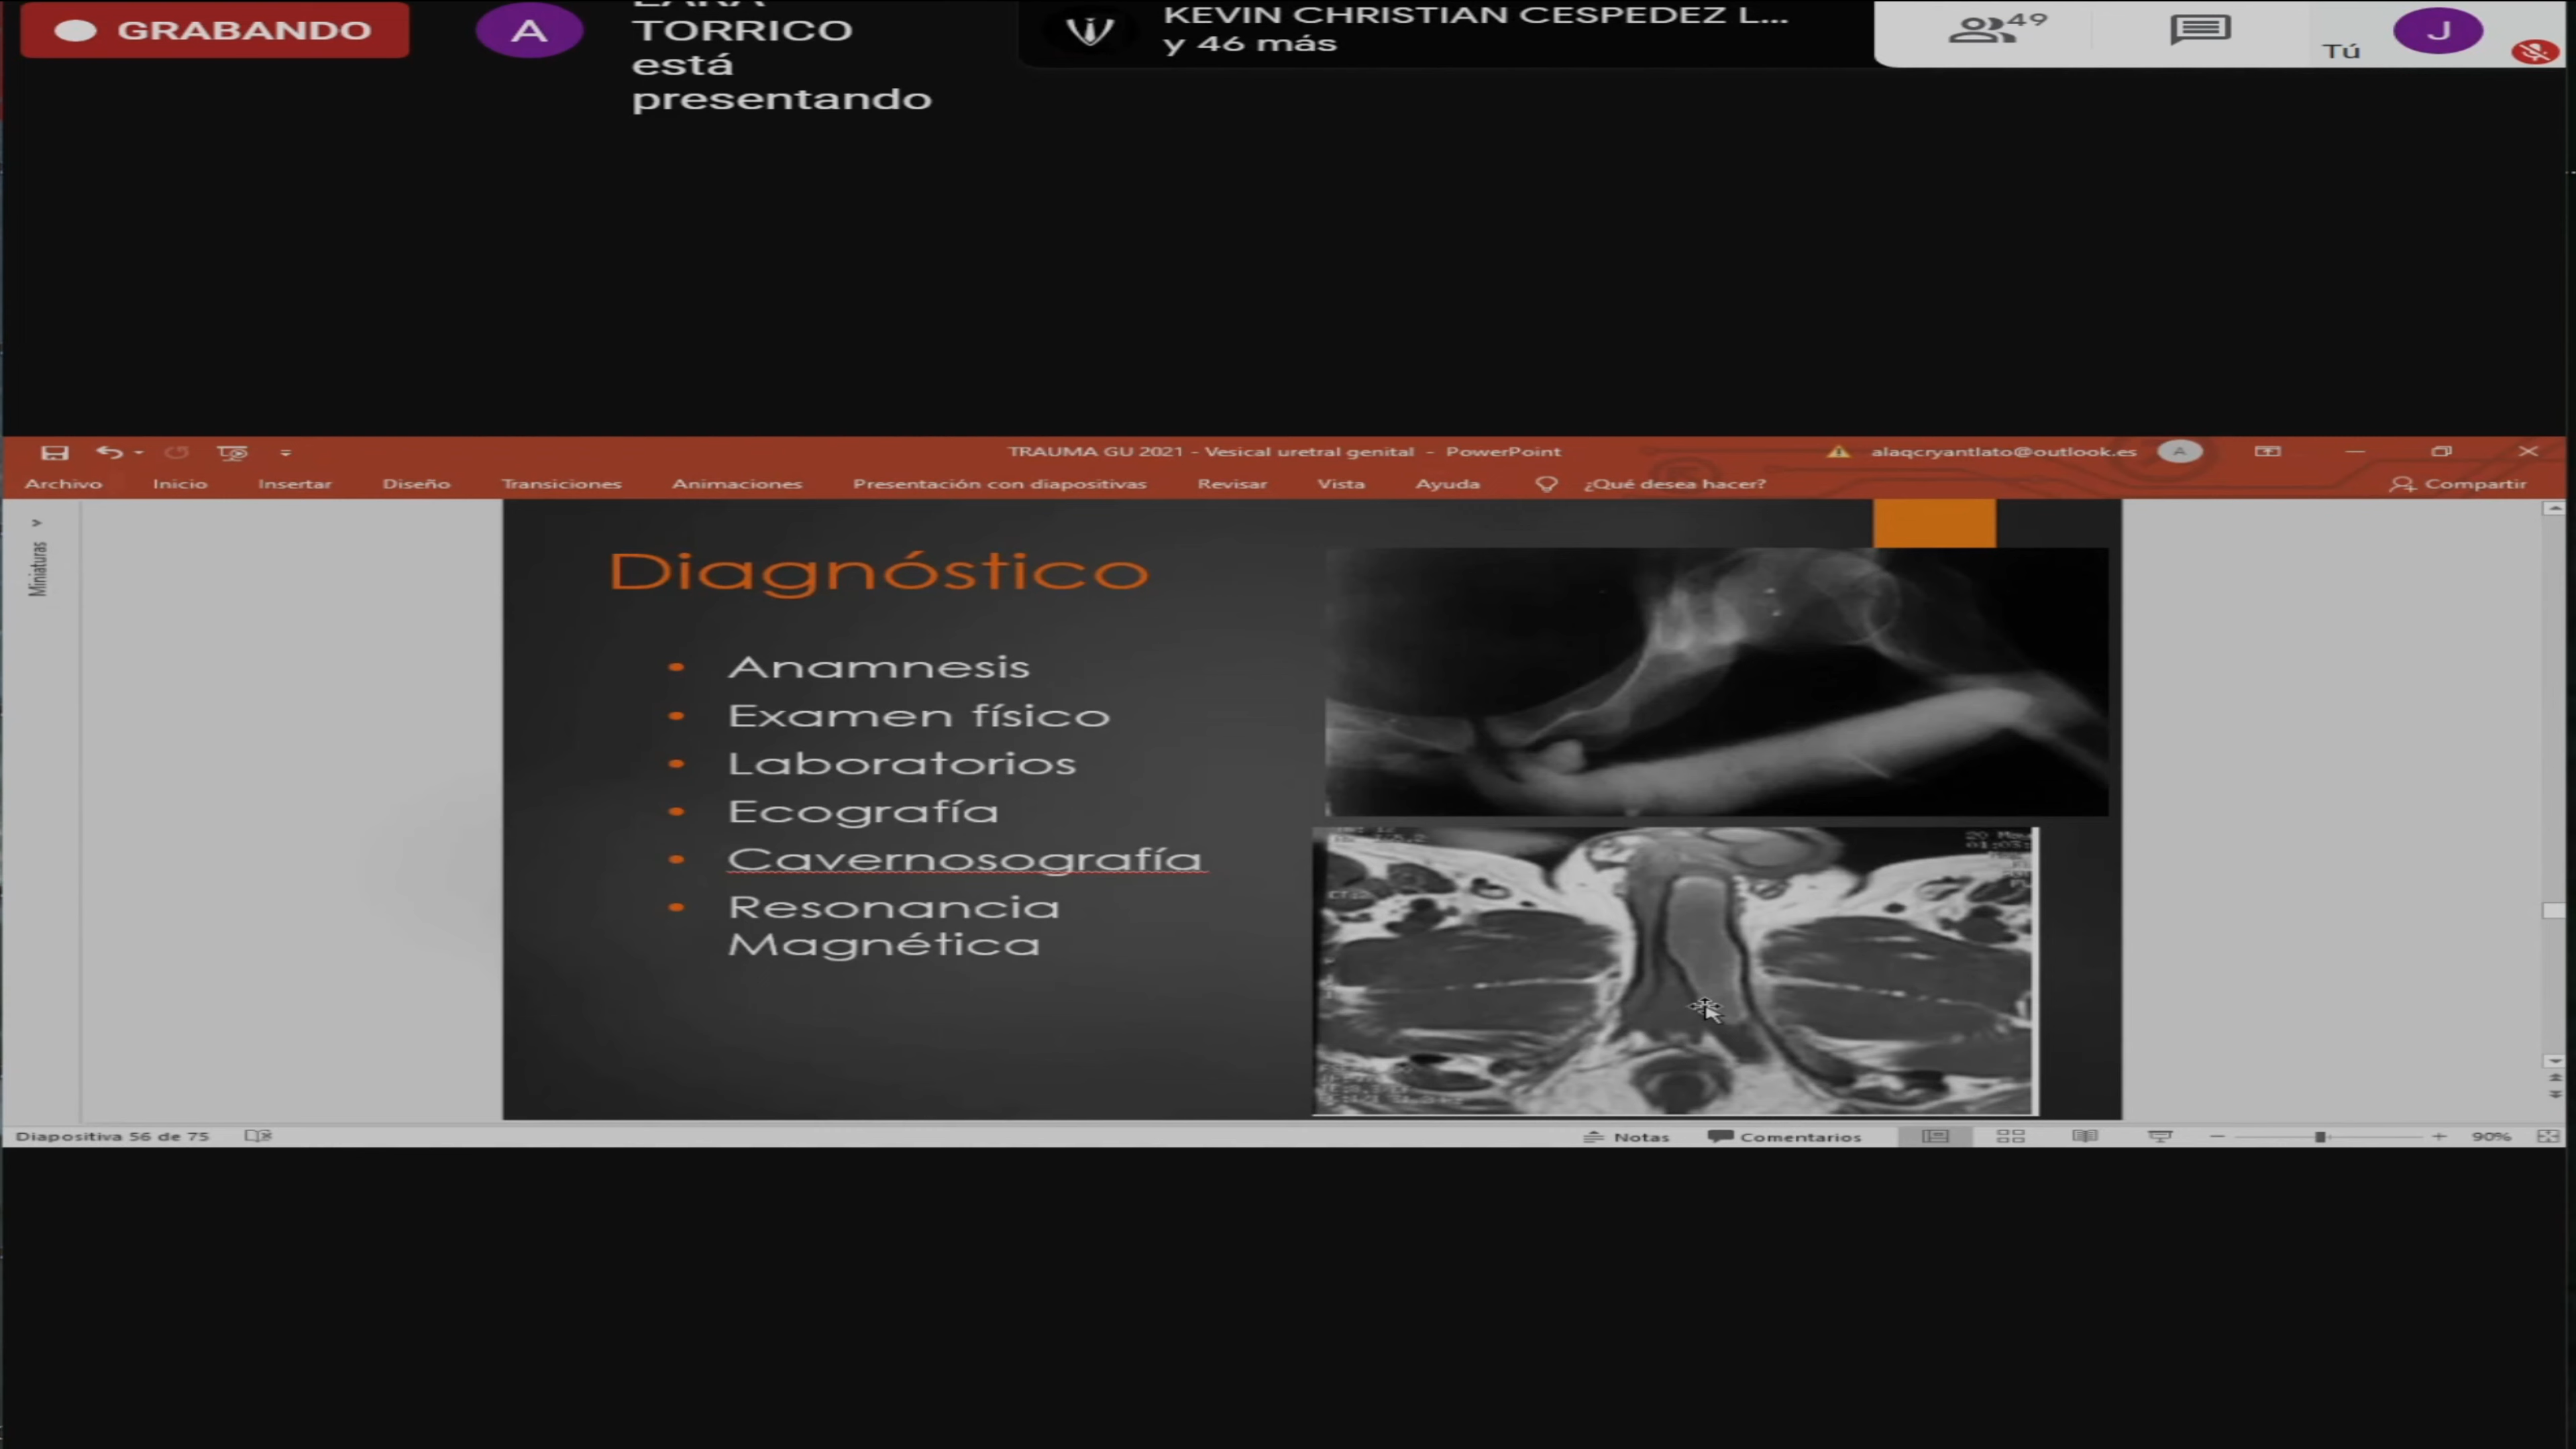 GRABANDO
A
TORRICO
está
presentando
KEVIN CHRISTIAN CESPEDEZ L...
y 46 más
49
Tú
J
TRAUMA GU 2021 - Vesical uretral genital - PowerPoint
alaqcryantlato@outlook.es
A
Archivo
Inicio
Insertar
Diseño
Transiciones
Animaciones
Presentación con diapositivas
Revisar
Vista
Ayuda
¿Qué desea hacer?
Compartir
Miniaturas
Diagnóstico
• Anamnesis
• Examen físico
• Laboratorios
• Ecografía
• Cavernosografía
• Resonancia
Magnética
Diapositiva 56 de 75
Notas
Comentarios
90%